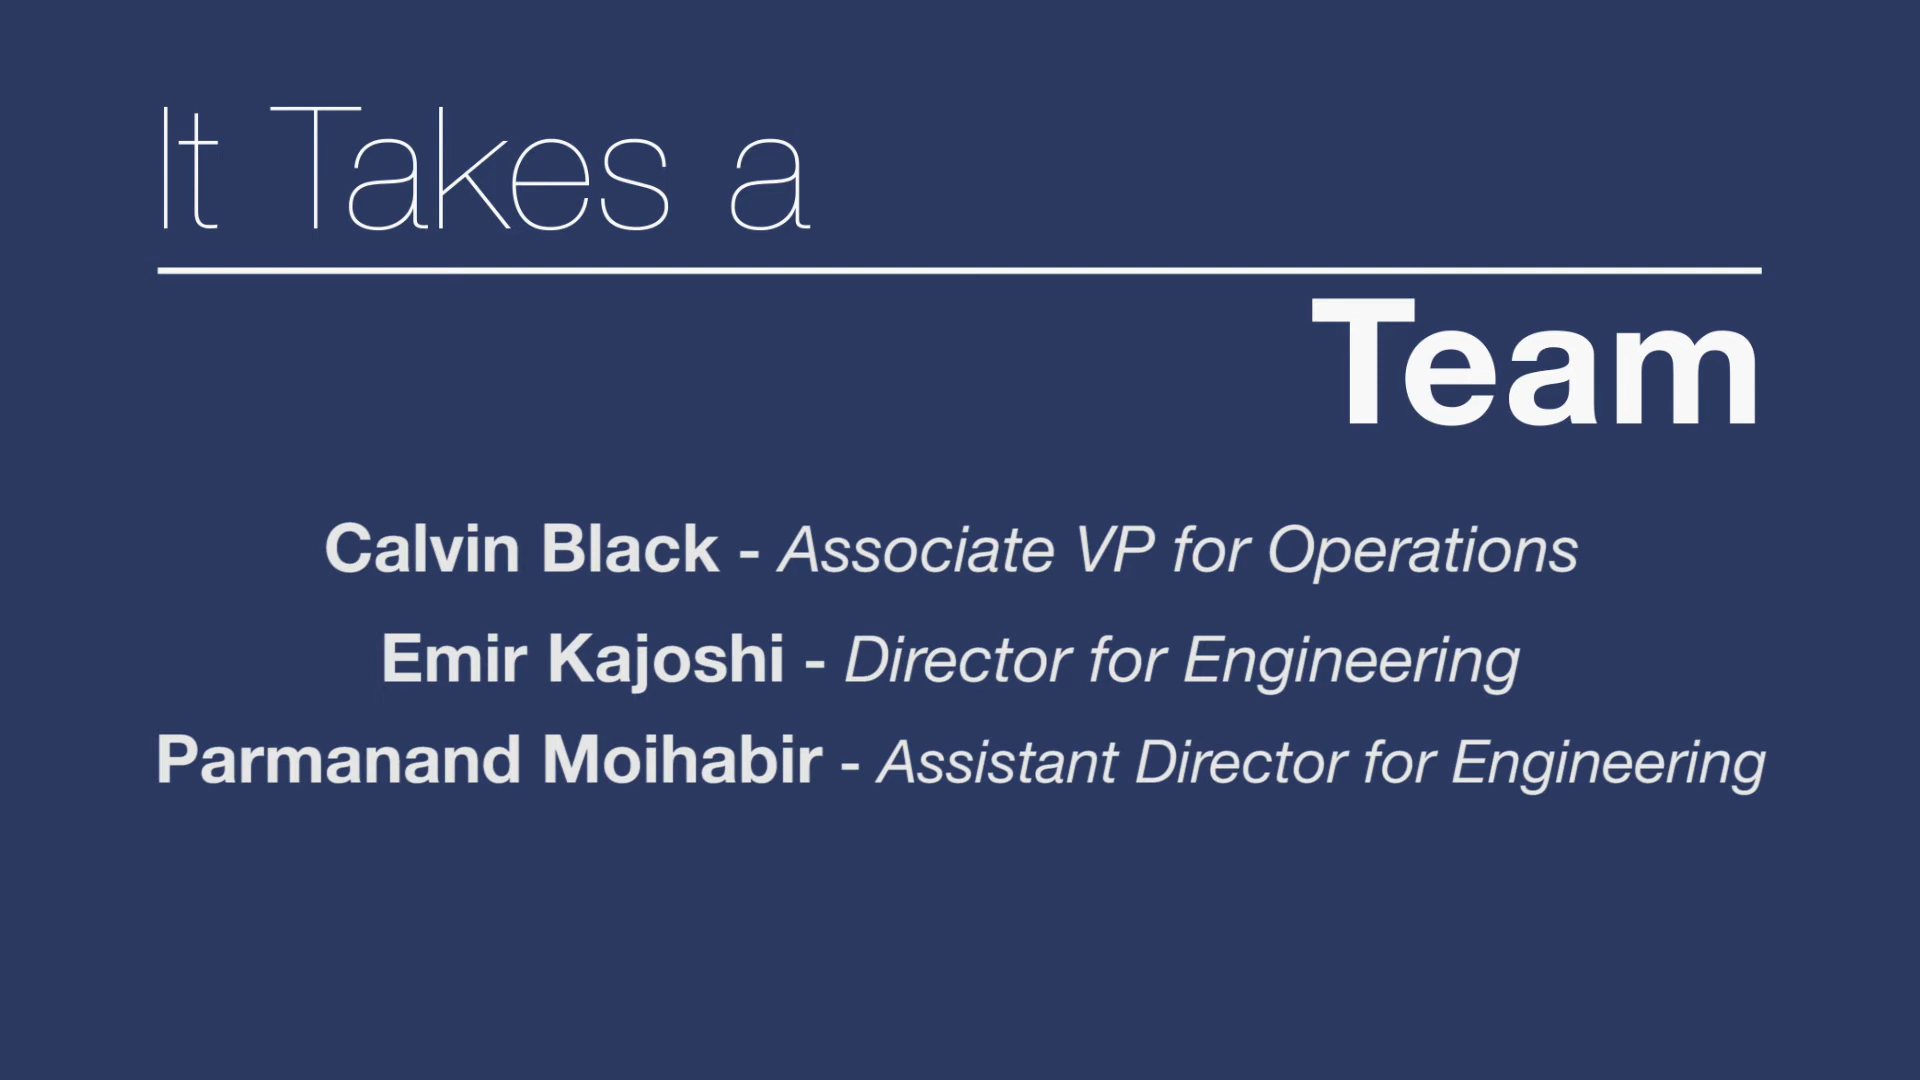 It Takes a
Team
Calvin Black - Associate VP for Operations
Emir Kajoshi - Director for Engineering
Parmanand Moihabir - Assistant Director for Engineering